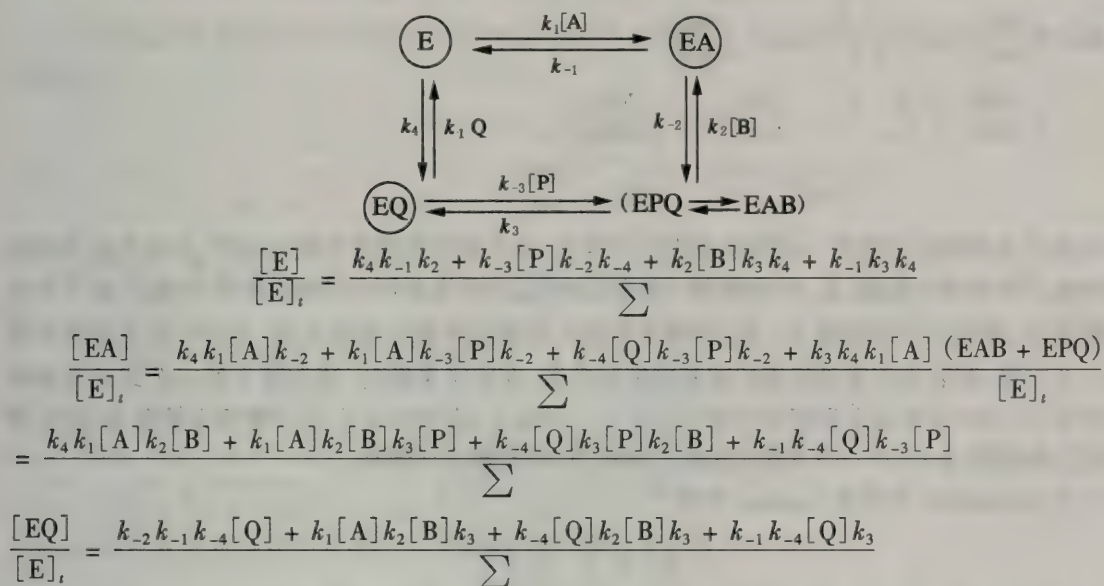 E k₁[A] EA
k₋₁
k₄ k₁ Q k₋₂ k₂[B]
EQ k₋₃[P] (EPQ ⇌ EAB)
k₃
[E]/[E]ₜ = (k₄k₋₁k₂ + k₋₃[P]k₋₂k₋₄ + k₂[B]k₃k₄ + k₋₁k₃k₄)/∑
[EA]/[E]ₜ = (k₄k₁[A]k₋₂ + k₁[A]k₋₃[P]k₋₂ + k₋₄[Q]k₋₃[P]k₋₂ + k₃k₄k₁[A])/∑ (EAB + EPQ)/[E]ₜ
= (k₄k₁[A]k₂[B] + k₁[A]k₂[B]k₃[P] + k₋₄[Q]k₃[P]k₂[B] + k₋₁k₋₄[Q]k₋₃[P])/∑
[EQ]/[E]ₜ = (k₋₂k₋₁k₋₄[Q] + k₁[A]k₂[B]k₃ + k₋₄[Q]k₂[B]k₃ + k₋₁k₋₄[Q]k₃)/∑